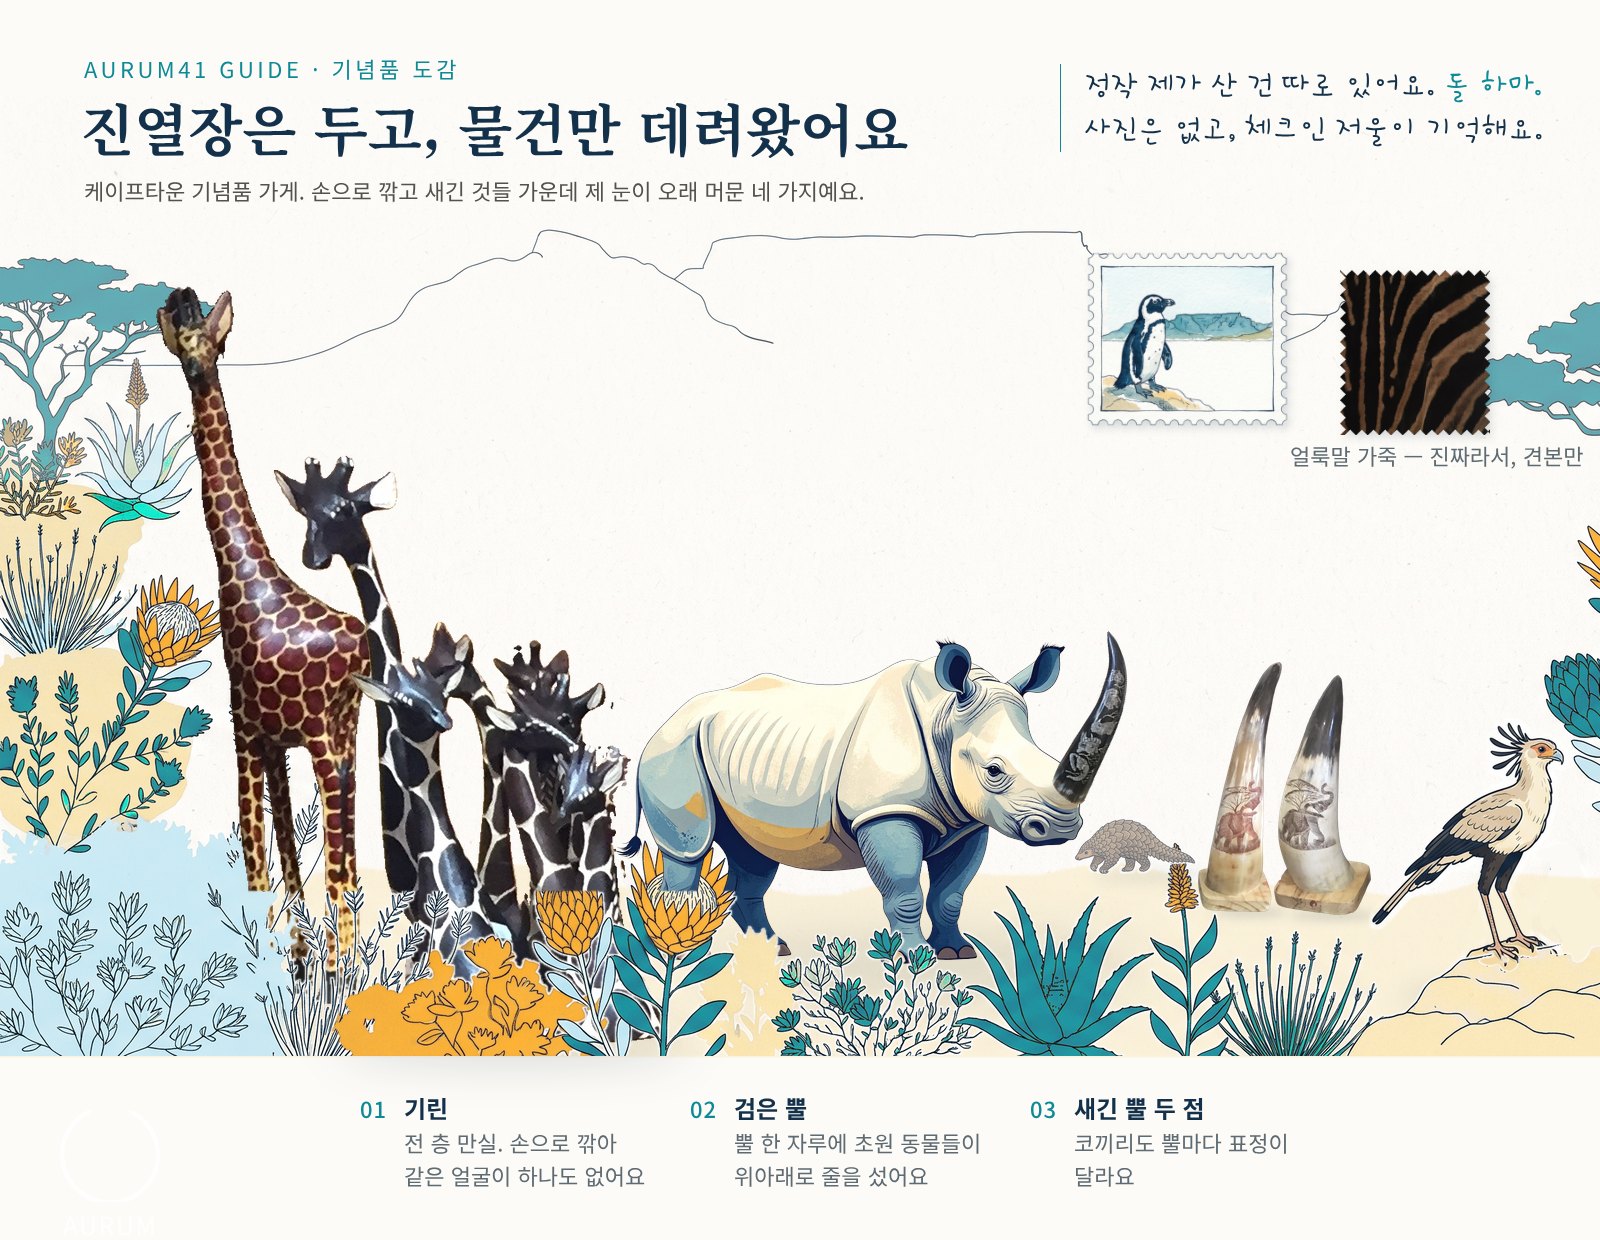 AURUM41 GUIDE · 기념품 도감
진열장은 두고, 물건만 데려왔어요
케이프타운 기념품 가게. 손으로 깎고 새긴 것들 가운데 제 눈이 오래 머문 네 가지예요.
정작 제가 산 건 따로 있어요. 돌 하마.
사진은 없고, 체크인 저울이 기억해요.
얼룩말 가죽 — 진짜라서, 견본만
01 기린
전 층 만실. 손으로 깎아
같은 얼굴이 하나도 없어요
02 검은 뿔
뿔 한 자루에 초원 동물들이
위아래로 줄을 섰어요
03 새긴 뿔 두 점
코끼리도 뿔마다 표정이
달라요
AURUM